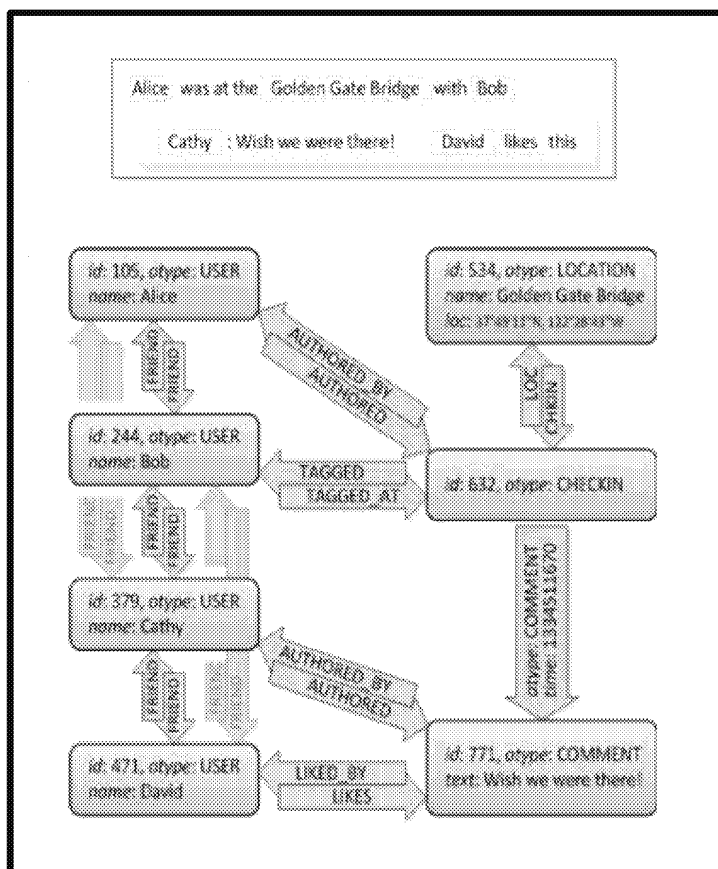 Alice was at the Golden Gate Bridge with Bob
Cathy : Wish we were there! David likes this
id: 105, otype: USER
name: Alice
id: 534, otype: LOCATION
name: Golden Gate Bridge
loc:
FRIEND
FRIEND
AUTHORED_BY
AUTHORED
LOC
CHKIN
id: 244, otype: USER
name: Bob
TAGGED
TAGGED_AT
id: 632, otype: CHECKIN
FRIEND
FRIEND
FRIEND
FRIEND
id: 379, otype: USER
name: Cathy
AUTHORED_BY
AUTHORED
otype: COMMENT
FRIEND
FRIEND
FRIEND
id: 471, otype: USER
name: David
LIKED_BY
LIKES
id: 771, otype: COMMENT
text: Wish we were there!